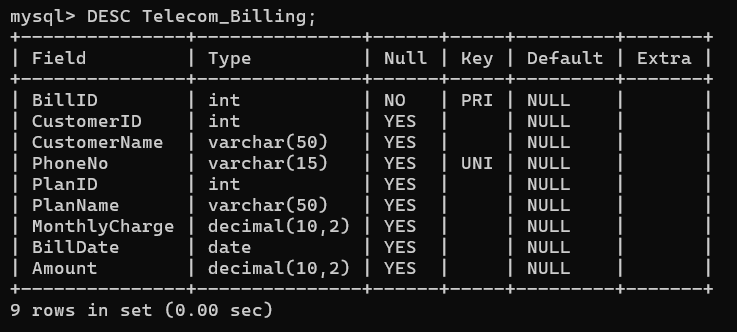 mysql> DESC Telecom_Billing;
+---------------+---------------+------+-----+---------+-------+
| Field         | Type          | Null | Key | Default | Extra |
+---------------+---------------+------+-----+---------+-------+
| BillID        | int           | NO   | PRI | NULL    |       |
| CustomerID    | int           | YES  |     | NULL    |       |
| CustomerName  | varchar(50)   | YES  |     | NULL    |       |
| PhoneNo       | varchar(15)   | YES  | UNI | NULL    |       |
| PlanID        | int           | YES  |     | NULL    |       |
| PlanName      | varchar(50)   | YES  |     | NULL    |       |
| MonthlyCharge | decimal(10,2) | YES  |     | NULL    |       |
| BillDate      | date          | YES  |     | NULL    |       |
| Amount        | decimal(10,2) | YES  |     | NULL    |       |
+---------------+---------------+------+-----+---------+-------+
9 rows in set (0.00 sec)